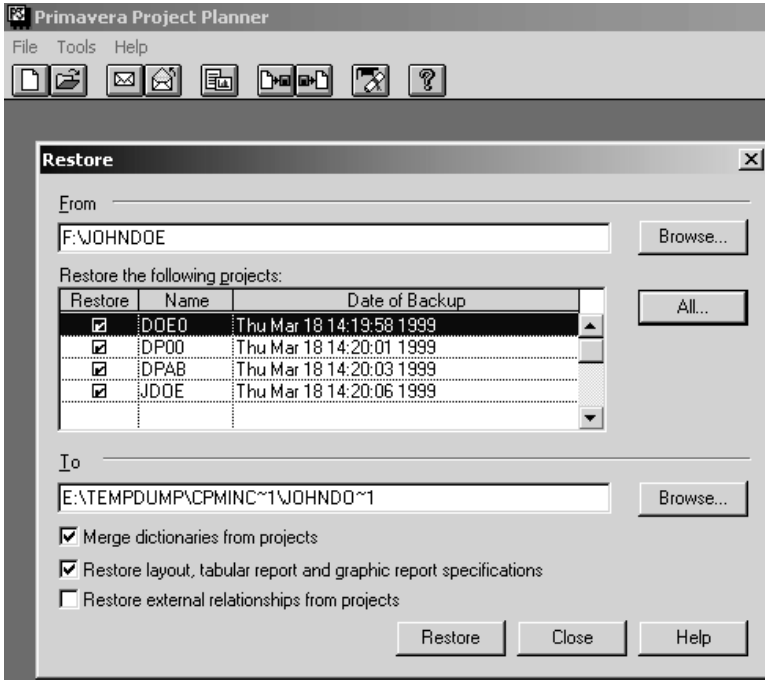 Primavera Project Planner
File Tools Help
Restore
From
F:\JOHNDOE
Browse...
Restore the following projects:
All...
Restore Name Date of Backup
DOE0 Thu Mar 18 14:19:58 1999
DP00 Thu Mar 18 14:20:01 1999
DPAB Thu Mar 18 14:20:03 1999
JDOE Thu Mar 18 14:20:06 1999
To
E:\TEMPDUMP\CPMINC~1\JOHNDO~1
Browse...
Merge dictionaries from projects
Restore layout, tabular report and graphic report specifications
Restore external relationships from projects
Restore Close Help